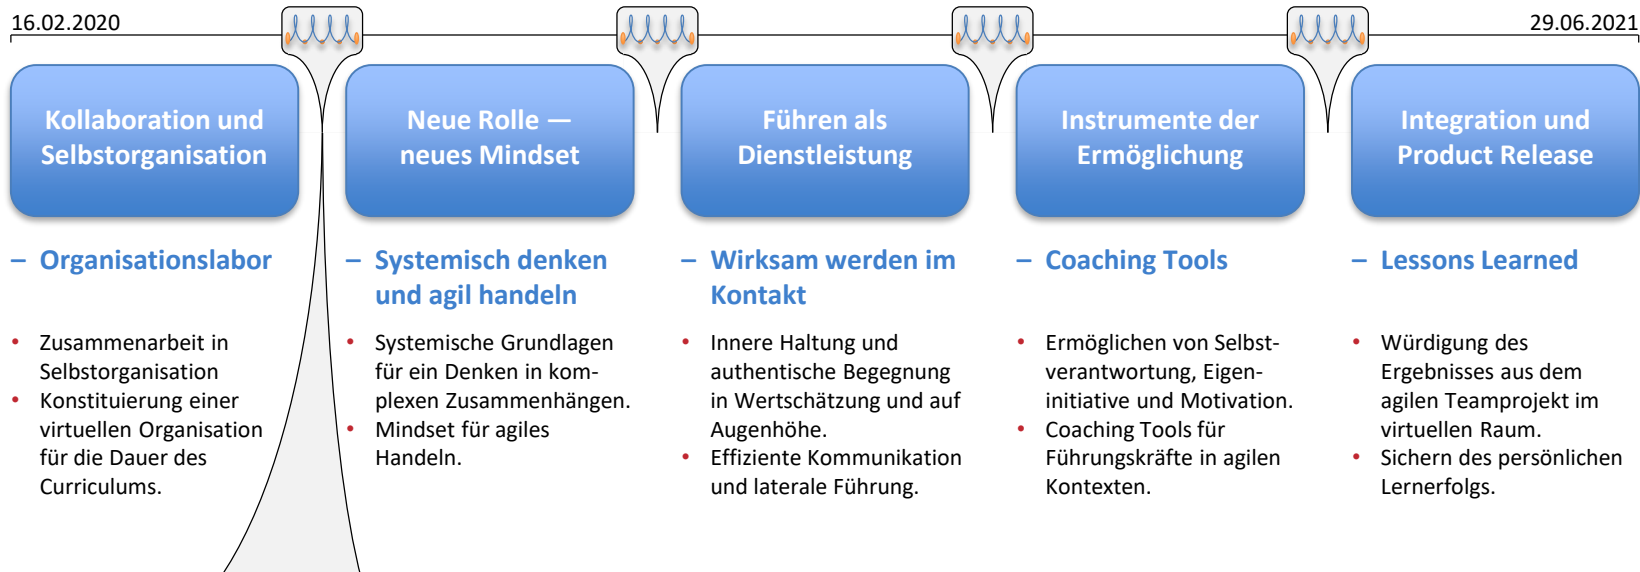 16.02.2020
29.06.2021
Kollaboration und
Selbstorganisation
Neue Rolle —
neues Mindset
Führen als
Dienstleistung
Instrumente der
Ermöglichung
Integration und
Product Release
– Organisationslabor
• Zusammenarbeit in
Selbstorganisation
• Konstituierung einer
virtuellen Organisation
für die Dauer des
Curriculums.
– Systemisch denken
und agil handeln
• Systemische Grundlagen
für ein Denken in kom-
plexen Zusammenhängen.
• Mindset für agiles
Handeln.
– Wirksam werden im
Kontakt
• Innere Haltung und
authentische Begegnung
in Wertschätzung und auf
Augenhöhe.
• Effiziente Kommunikation
und laterale Führung.
– Coaching Tools
• Ermöglichen von Selbst-
verantwortung, Eigen-
initiative und Motivation.
• Coaching Tools für
Führungskräfte in agilen
Kontexten.
– Lessons Learned
• Würdigung des
Ergebnisses aus dem
agilen Teamprojekt im
virtuellen Raum.
• Sichern des persönlichen
Lernerfolgs.